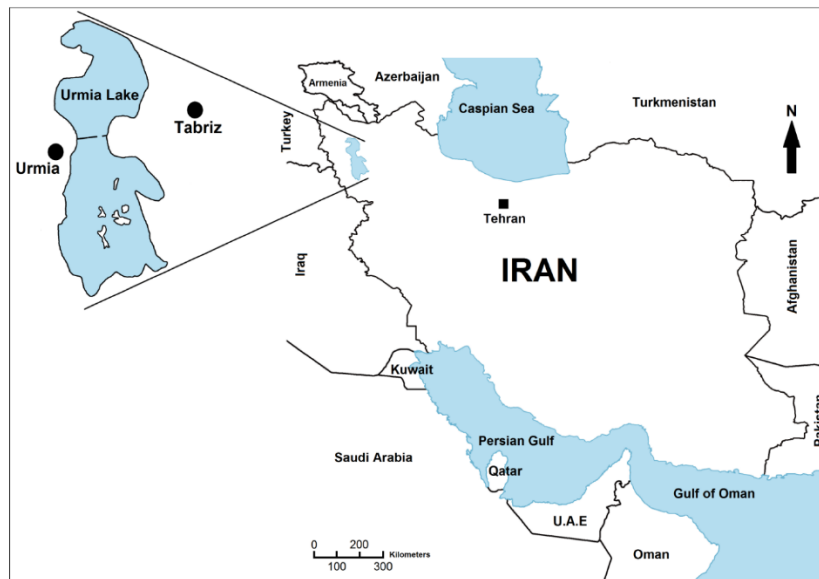 Urmia Lake
Tabriz
Urmia
Armenia
Azerbaijan
Caspian Sea
Turkmenistan
Turkey
N
Tehran
IRAN
Iraq
Afghanistan
Kuwait
Pakistan
Persian Gulf
Saudi Arabia
Qatar
Gulf of Oman
U.A.E
Oman
0 200
Kilometers
100 300